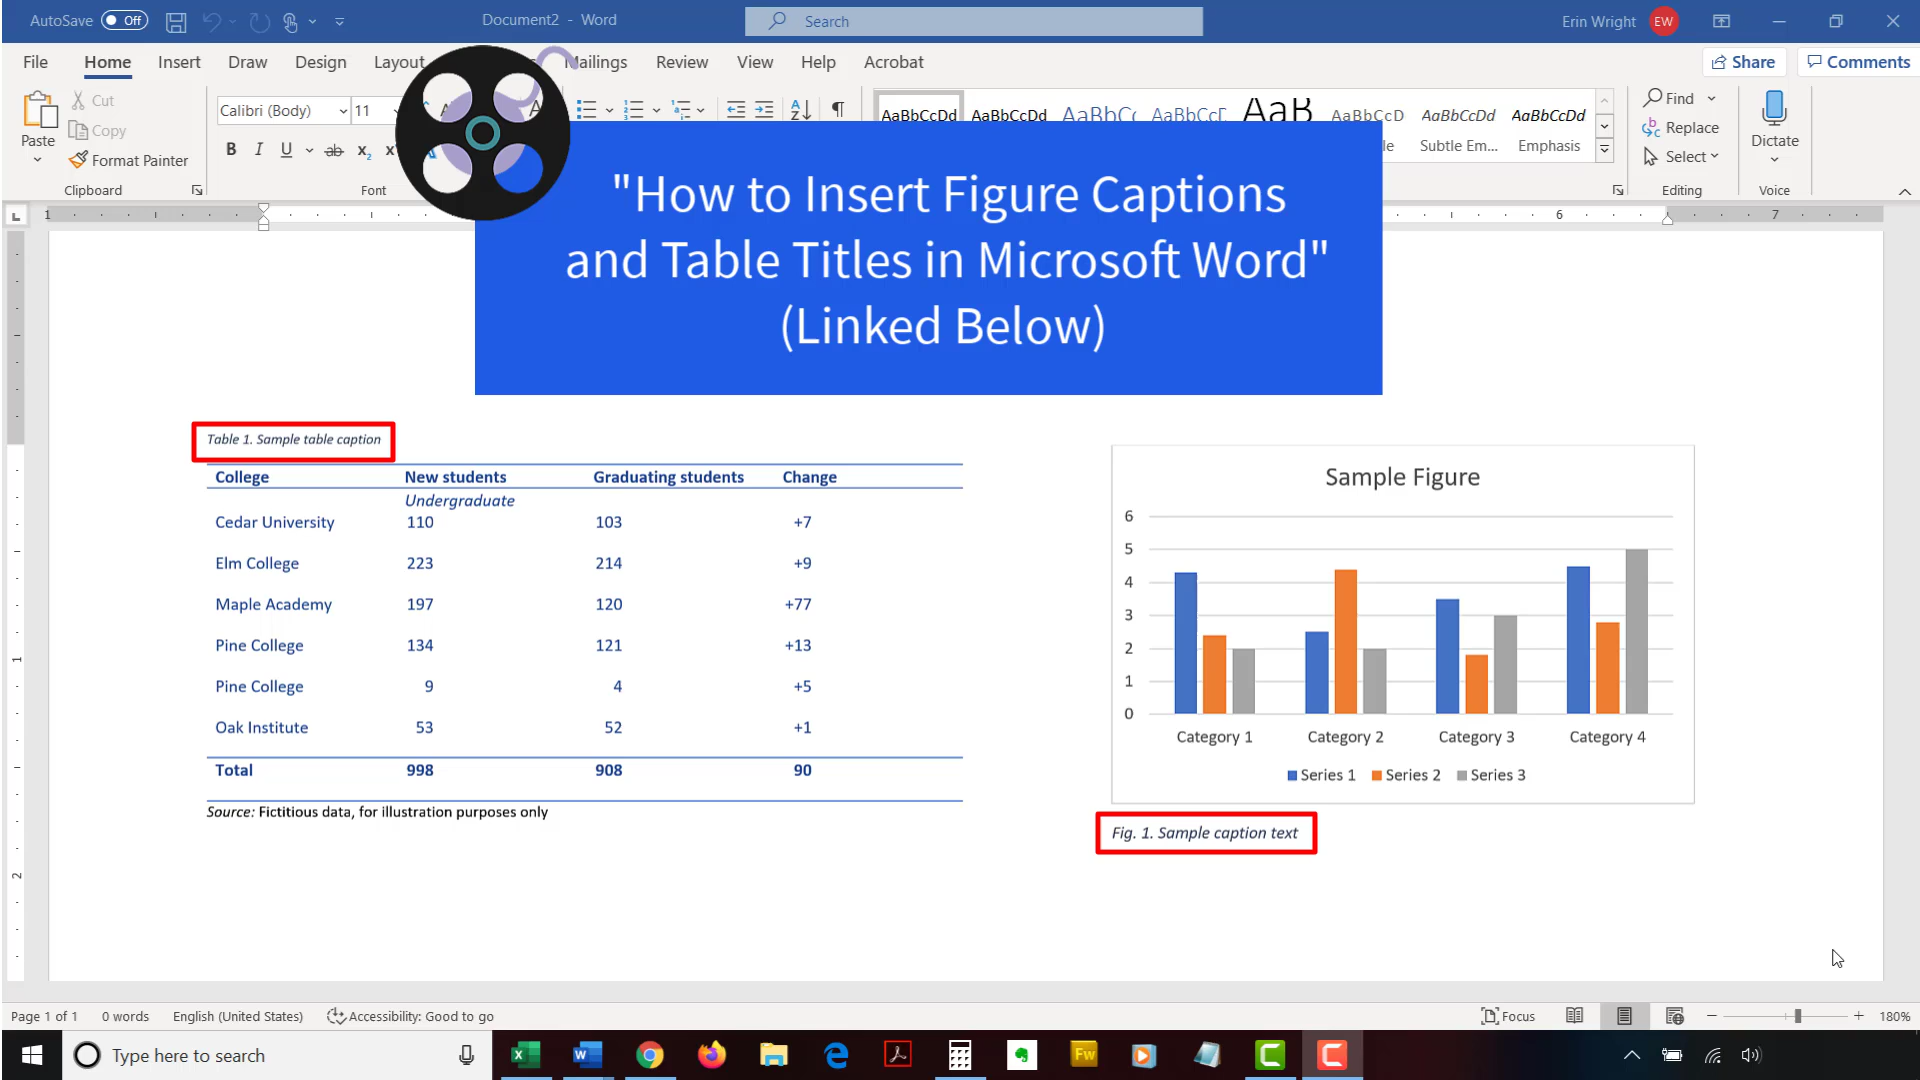 AutoSave Off Document2 - Word Search Erin Wright EW
File Home Insert Draw Design Layout Mailings Review View Help Acrobat Share Comments
Cut
Copy
Paste
Format Painter
Clipboard
Calibri (Body) 11
B I U ab x
Font
AaBbCcDd AaBbCcDd AaBbC AaBbCcD AaB AaBbCcD AaBbCcDd AaBbCcDd
Subtle Em... Emphasis
Find
Replace
Select
Editing
Dictate
Voice
"How to Insert Figure Captions
and Table Titles in Microsoft Word"
(Linked Below)
1 6 7
Table 1. Sample table caption
College New students Graduating students Change
Undergraduate
Cedar University 110 103 +7
Elm College 223 214 +9
Maple Academy 197 120 +77
Pine College 134 121 +13
Pine College 9 4 +5
Oak Institute 53 52 +1
Total 998 908 90
Source: Fictitious data, for illustration purposes only
Sample Figure
6
5
4
3
2
1
0
Category 1 Category 2 Category 3 Category 4
Series 1 Series 2 Series 3
Fig. 1. Sample caption text
1
2
Page 1 of 1 0 words English (United States) Accessibility: Good to go Focus 180%
Type here to search